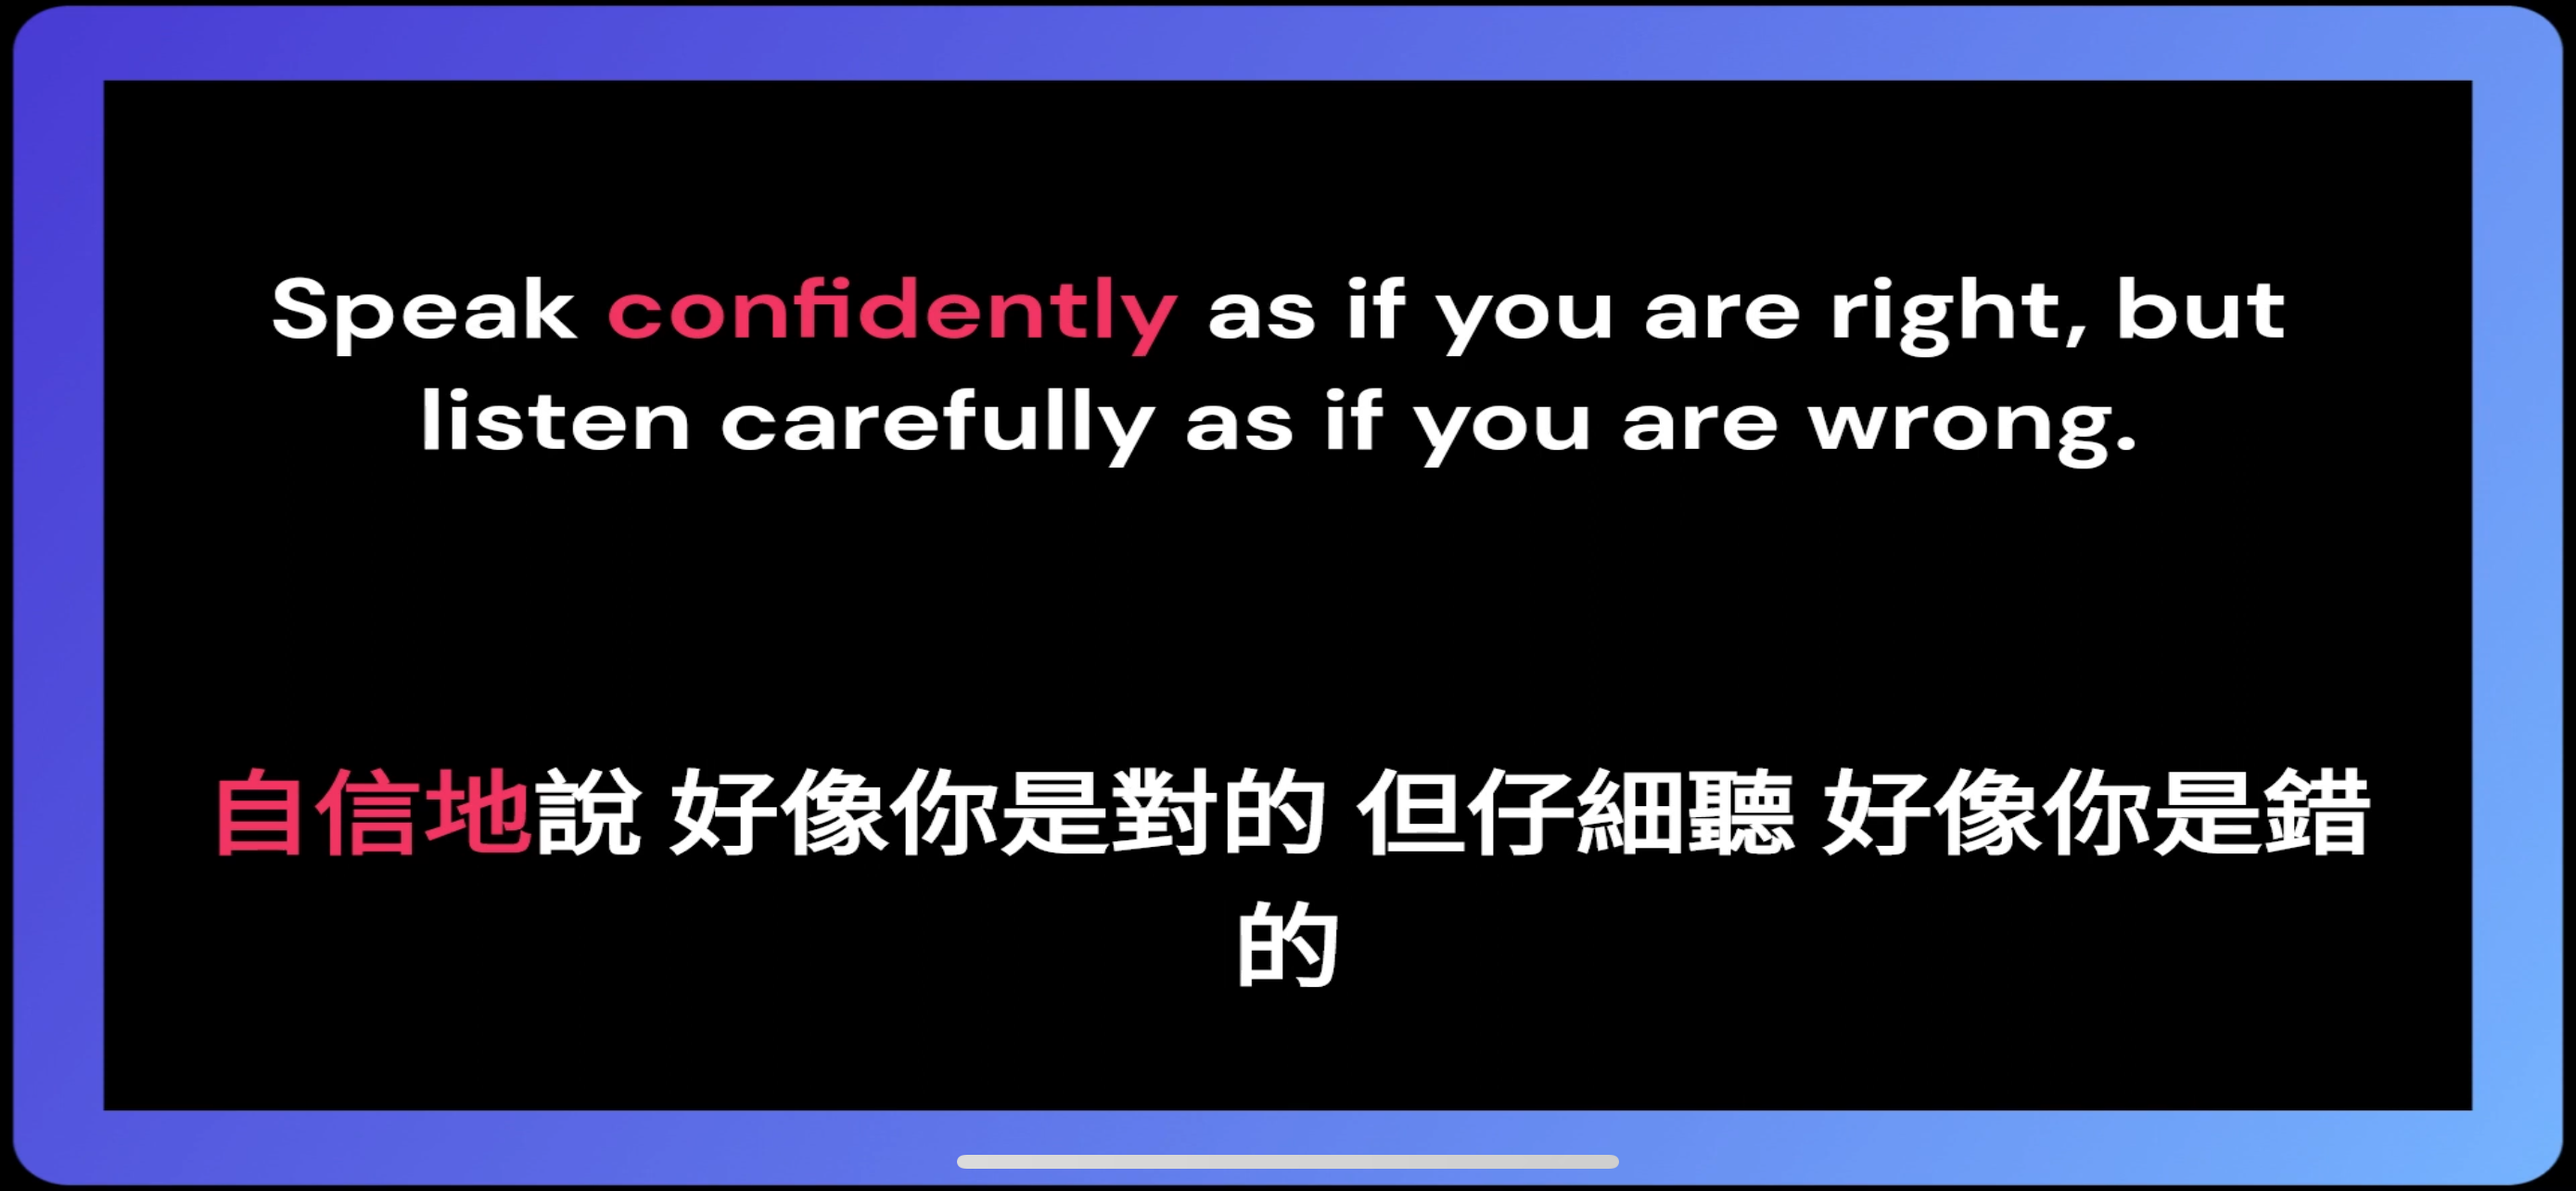 Speak confidently as if you are right, but
listen carefully as if you are wrong.
自信地說 好像你是對的 但仔細聽 好像你是錯
的